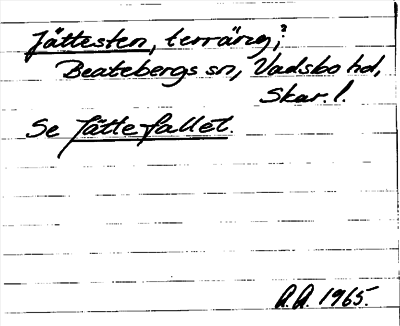 Jättesten, terräng;?
Beatebergs sn, Vadsbo hd,
Skar. l.
Se Jättefallet.
A.A. 1965.